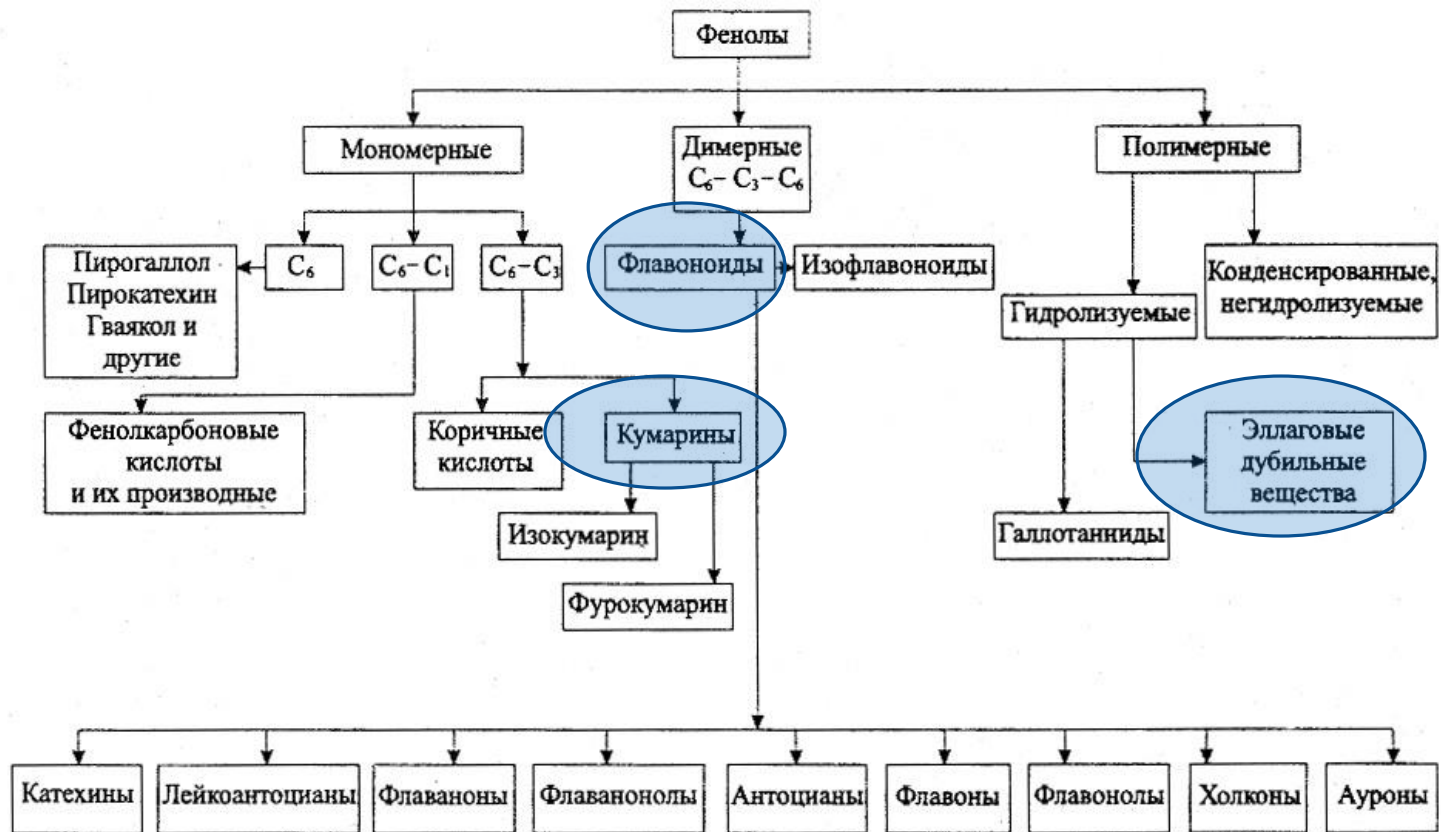 Фенолы
Мономерные
Димерные
C₆– C₃– C₆
Полимерные
Пирогаллол
Пирокатехин
Гваякол и
другие
C₆
C₆– C₁
C₆– C₃
Флавоноиды
Изофлавоноиды
Гидролизуемые
Конденсированные,
негидролизуемые
Фенолкарбоновые
кислоты
и их производные
Коричные
кислоты
Кумарины
Эллаговые
дубильные
вещества
Изокумарин
Галлотанниды
Фурокумарин
Катехины
Лейкоантоцианы
Флаваноны
Флаванонолы
Антоцианы
Флавоны
Флавонолы
Холконы
Ауроны